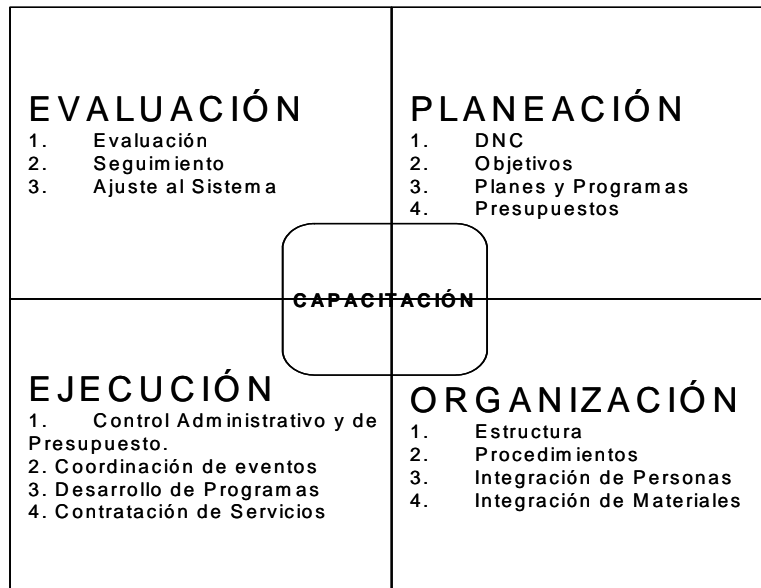 EVALUACIÓN
1. Evaluación
2. Seguimiento
3. Ajuste al Sistema
PLANEACIÓN
1. DNC
2. Objetivos
3. Planes y Programas
4. Presupuestos
CAPACITACIÓN
EJECUCIÓN
1. Control Administrativo y de
Presupuesto.
2. Coordinación de eventos
3. Desarrollo de Programas
4. Contratación de Servicios
ORGANIZACIÓN
1. Estructura
2. Procedimientos
3. Integración de Personas
4. Integración de Materiales